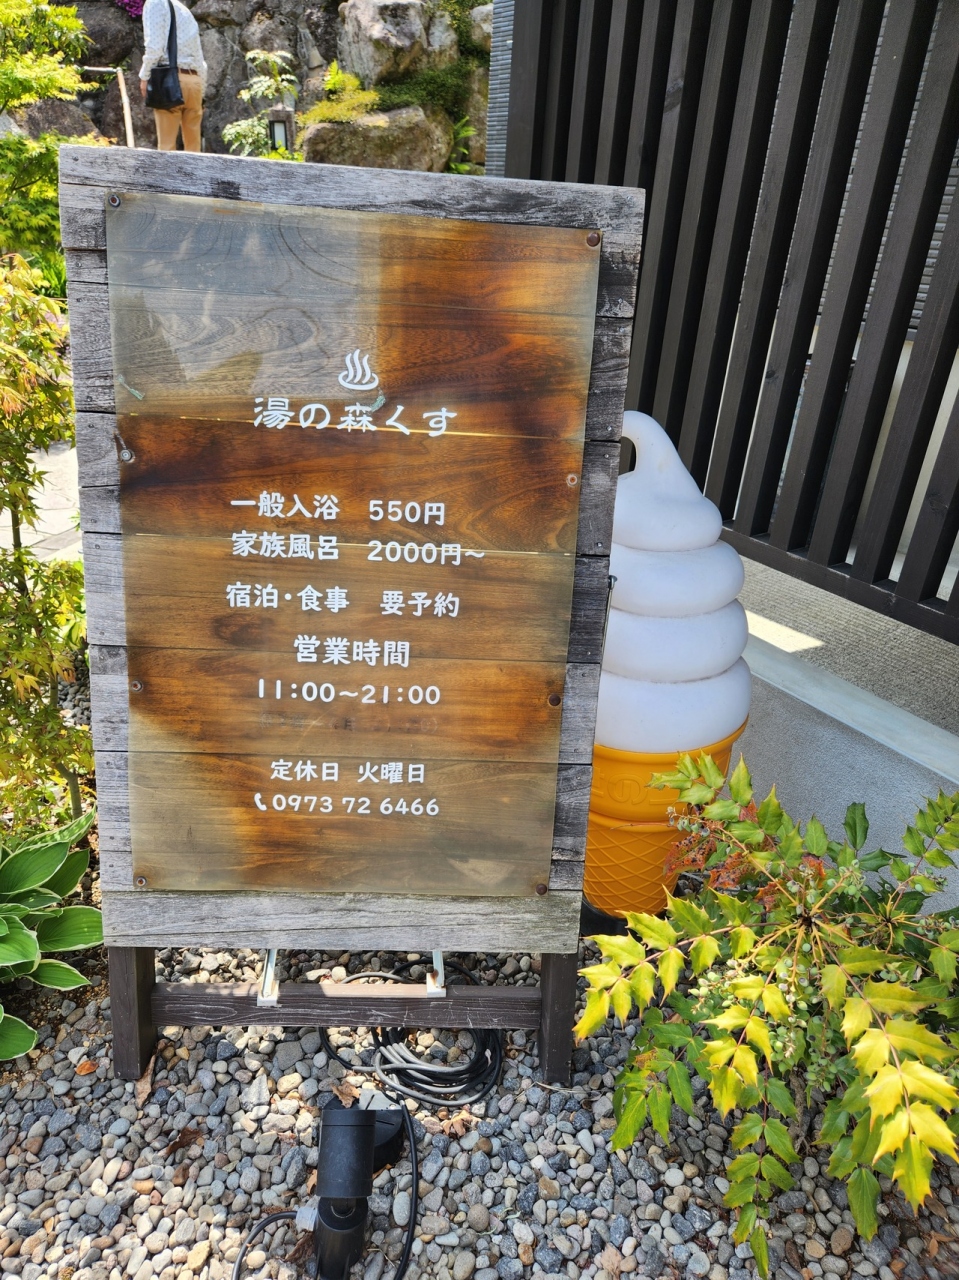 湯の森くす
一般入浴 550円
家族風呂 2000円~
宿泊・食事 要予約
営業時間
11:00~21:00
定休日 火曜日
0973 72 6466